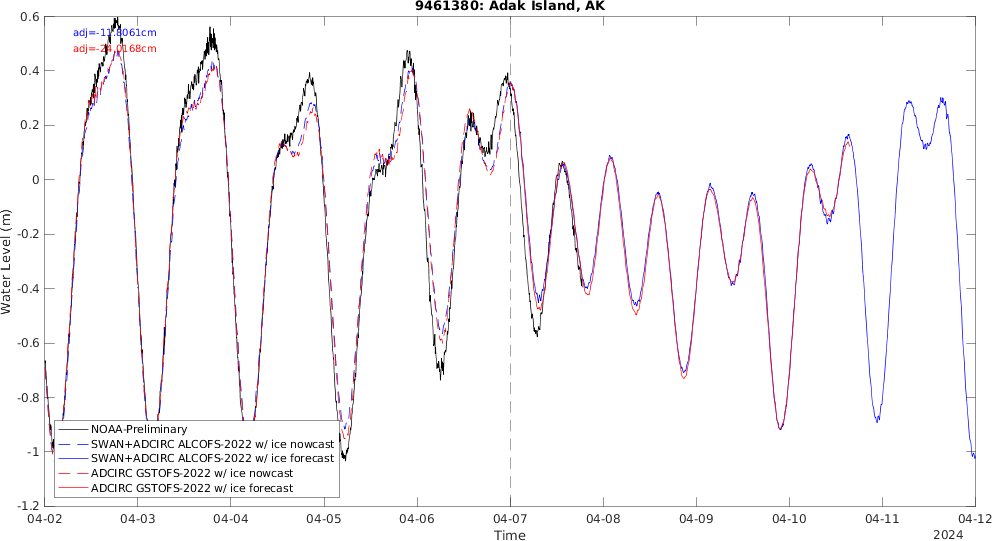 9461380: Adak Island, AK
adj=-11.8061cm
adj=-24.0168cm
Water Level (m)
0.6
0.4
0.2
0
-0.2
-0.4
-0.6
-0.8
-1
-1.2
NOAA-Preliminary
SWAN+ADCIRC ALCOFS-2022 w/ ice nowcast
SWAN+ADCIRC ALCOFS-2022 w/ ice forecast
ADCIRC GSTOFS-2022 w/ ice nowcast
ADCIRC GSTOFS-2022 w/ ice forecast
04-02 04-03 04-04 04-05 04-06 04-07 04-08 04-09 04-10 04-11 04-12
Time
2024